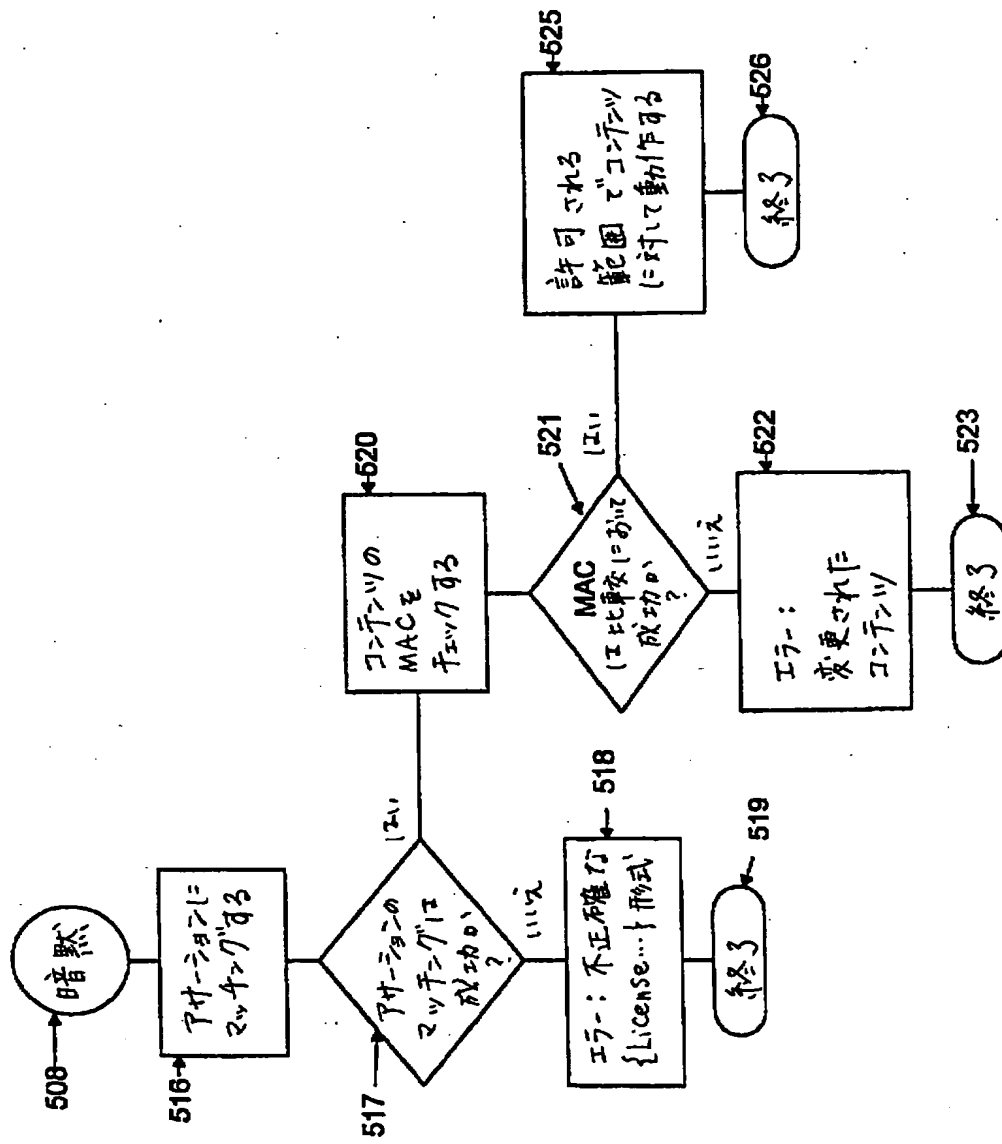 508
暗黙
516
アサーションに
マッチングする
517
アサーションの
マッチングは
成功か
?
いいえ
はい
518
エラー:不正確な
{License…}形式
519
終了
520
コンテンツの
MACを
チェックする
521
MAC
は比較において
成功か
?
いいえ
はい
522
エラー:
変更された
コンテンツ
523
終了
525
許可される
範囲でコンテンツ
に対して動作する
526
終了